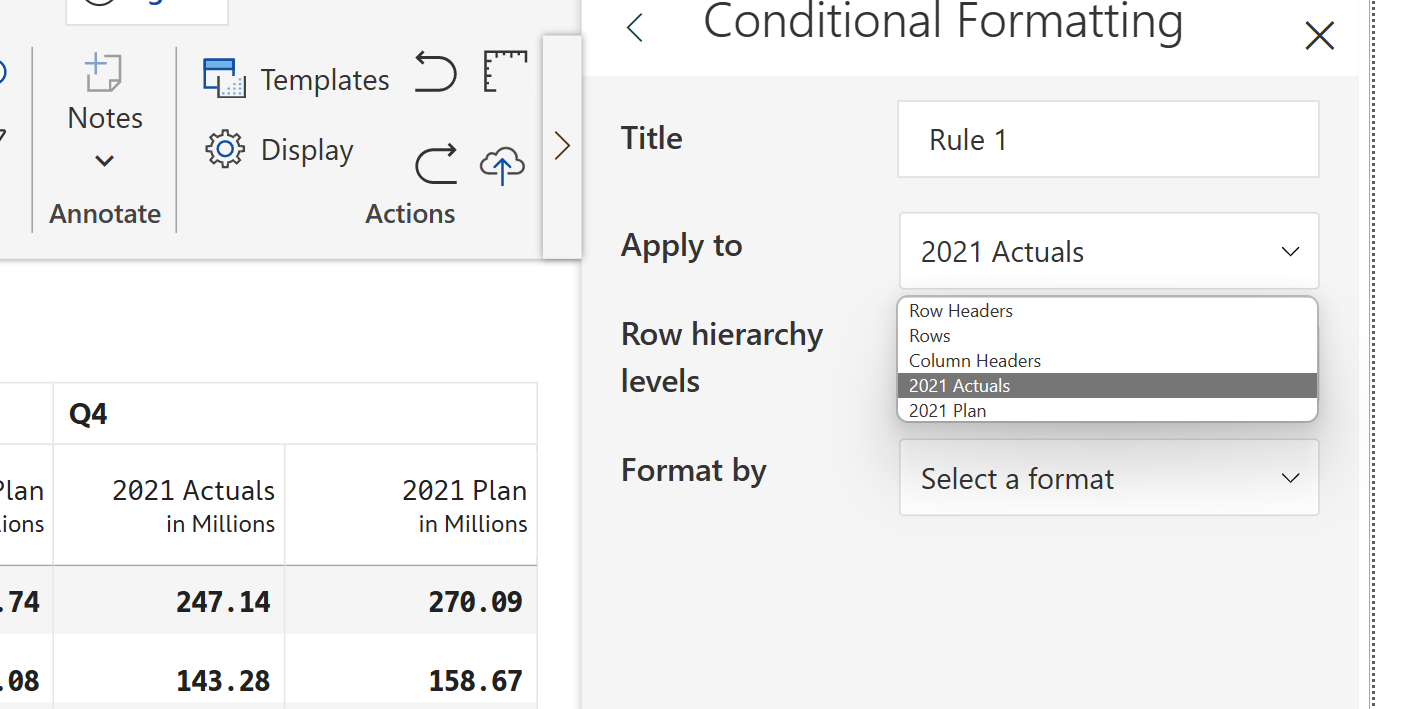 Notes
Annotate
Templates
Display
Actions
Q4
2021 Actuals
in Millions
2021 Plan
in Millions
.74 247.14 270.09
.08 143.28 158.67
Conditional Formatting
Title
Rule 1
Apply to
2021 Actuals
Row Headers
Rows
Column Headers
2021 Actuals
2021 Plan
Row hierarchy
levels
Format by
Select a format